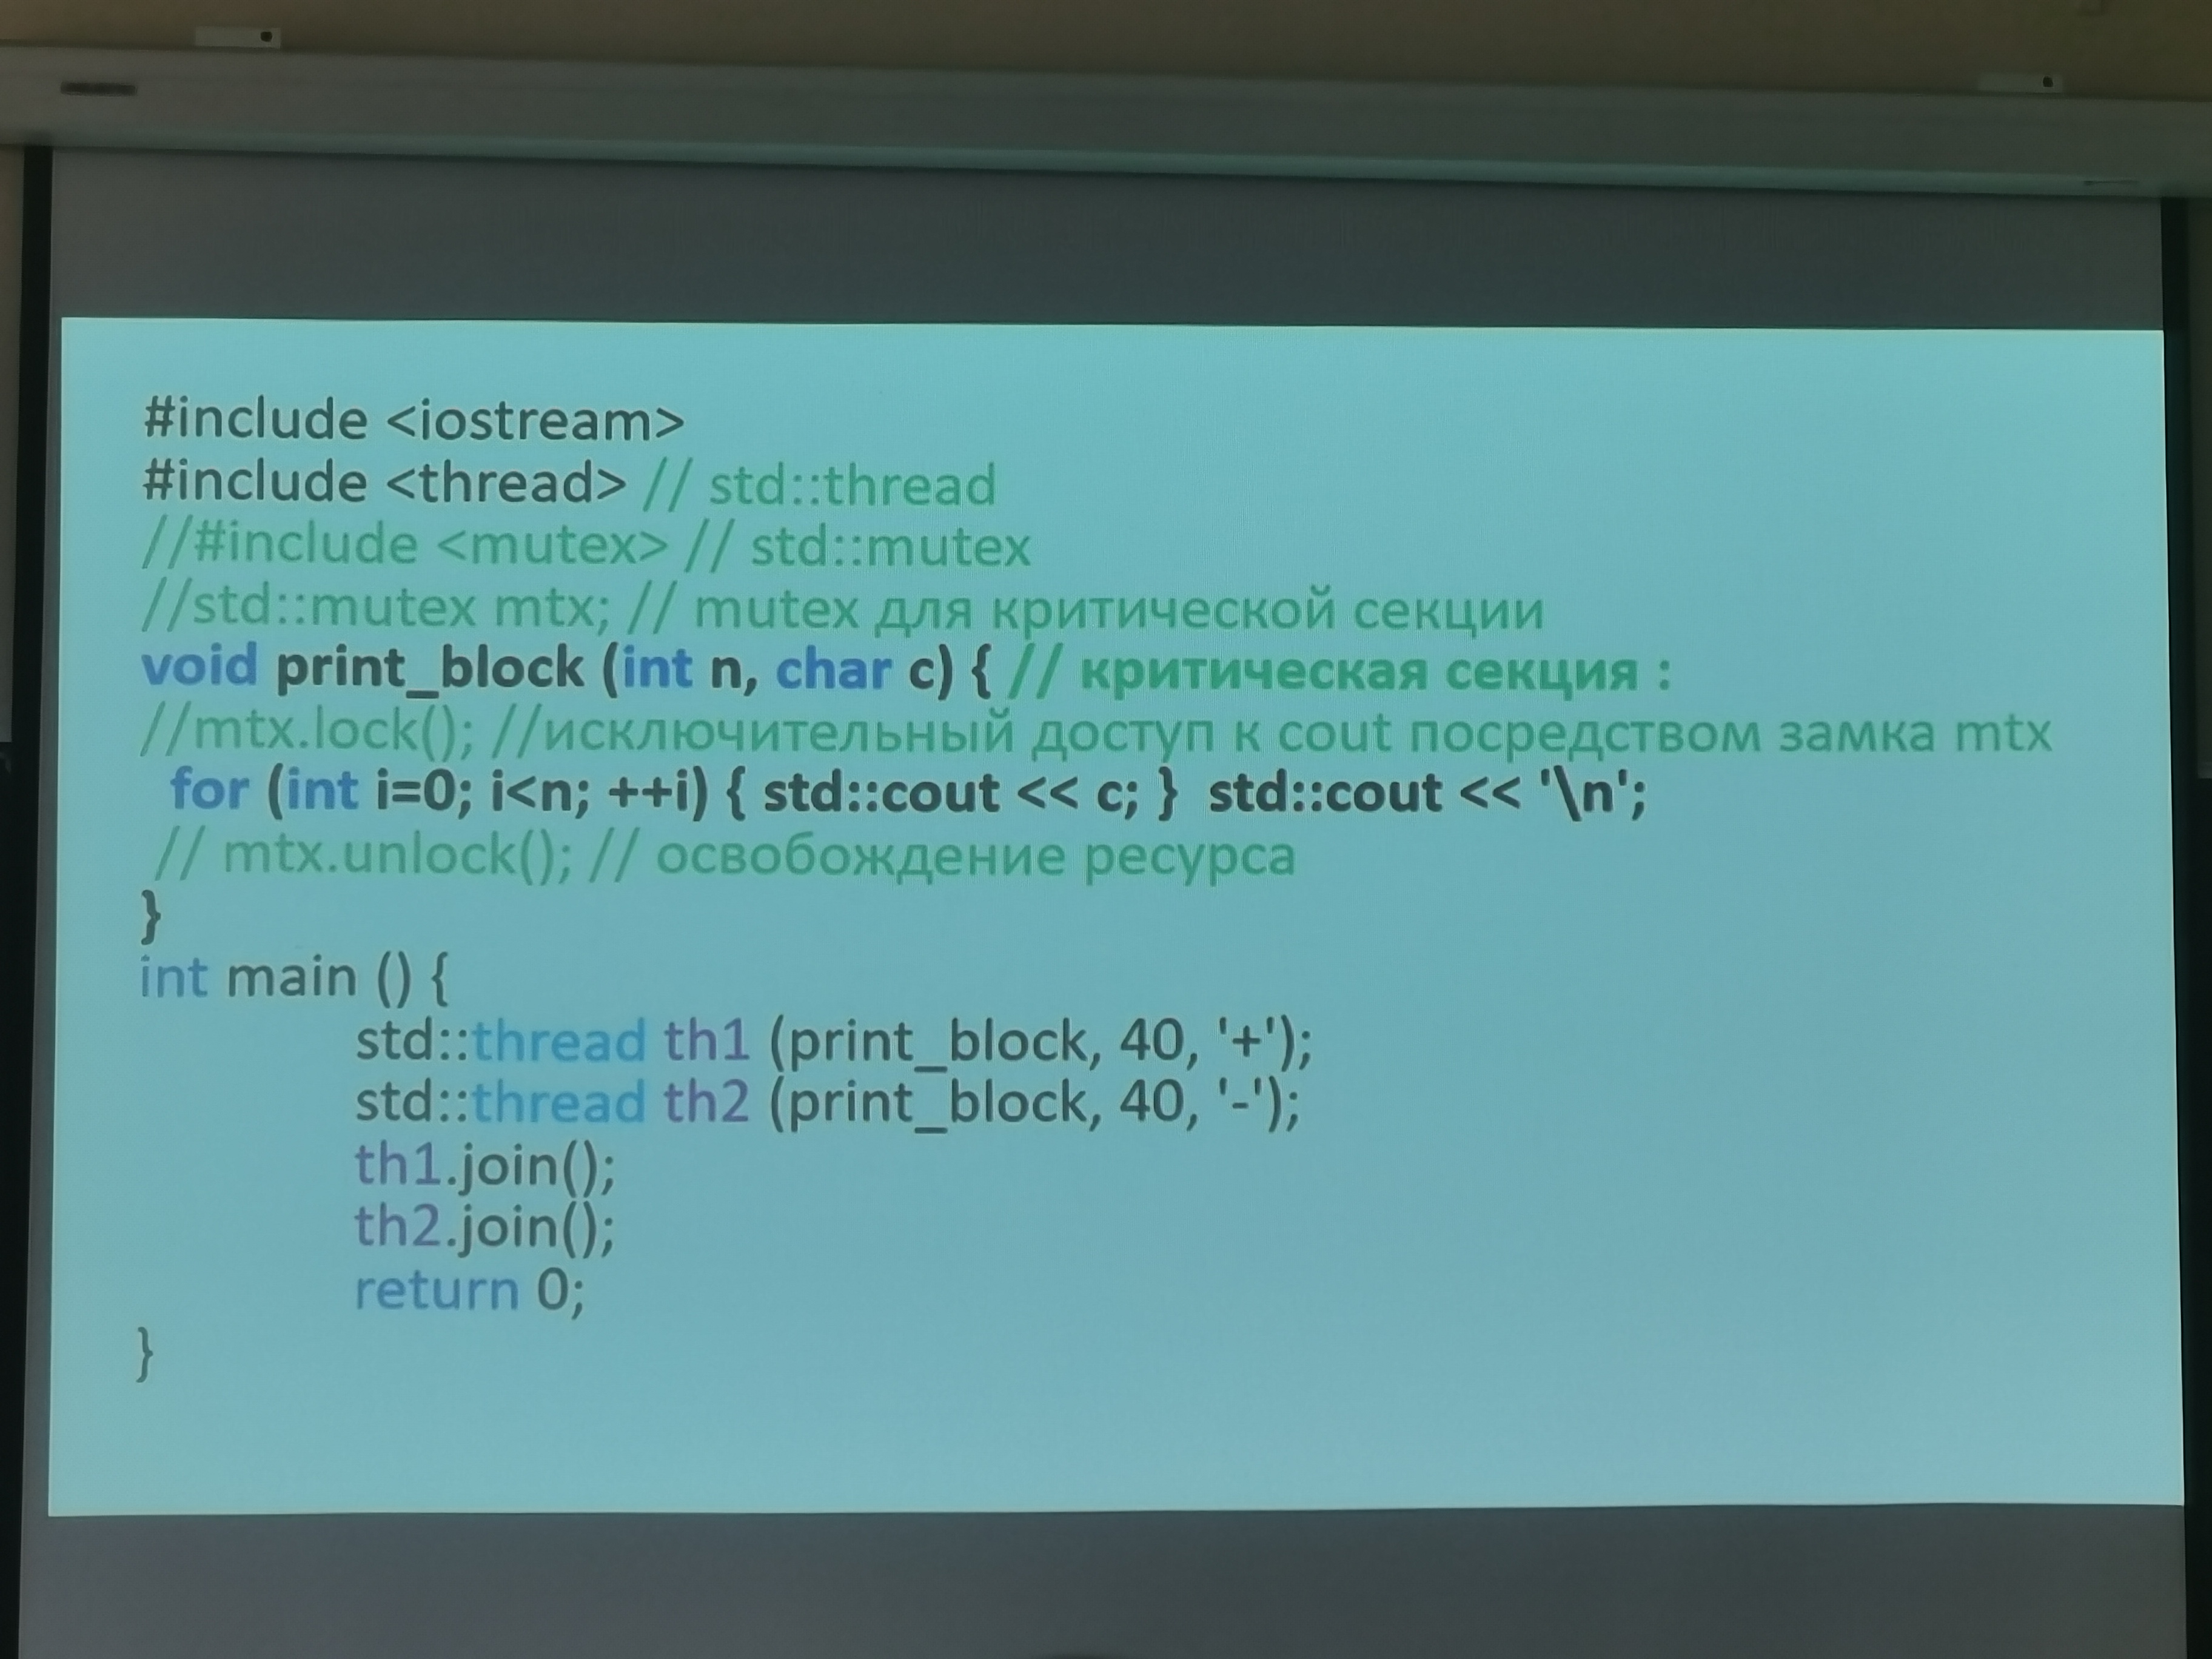 #include <iostream>
#include <thread> // std::thread
//#include <mutex> // std::mutex
//std::mutex mtx; // mutex для критической секции
void print_block (int n, char c) { // критическая секция :
//mtx.lock(); //исключительный доступ к cout посредством замка mtx
for (int i=0; i<n; ++i) { std::cout << c; } std::cout << '\n';
// mtx.unlock(); // освобождение ресурса
}
int main () {
std::thread th1 (print_block, 40, '+');
std::thread th2 (print_block, 40, '-');
th1.join();
th2.join();
return 0;
}